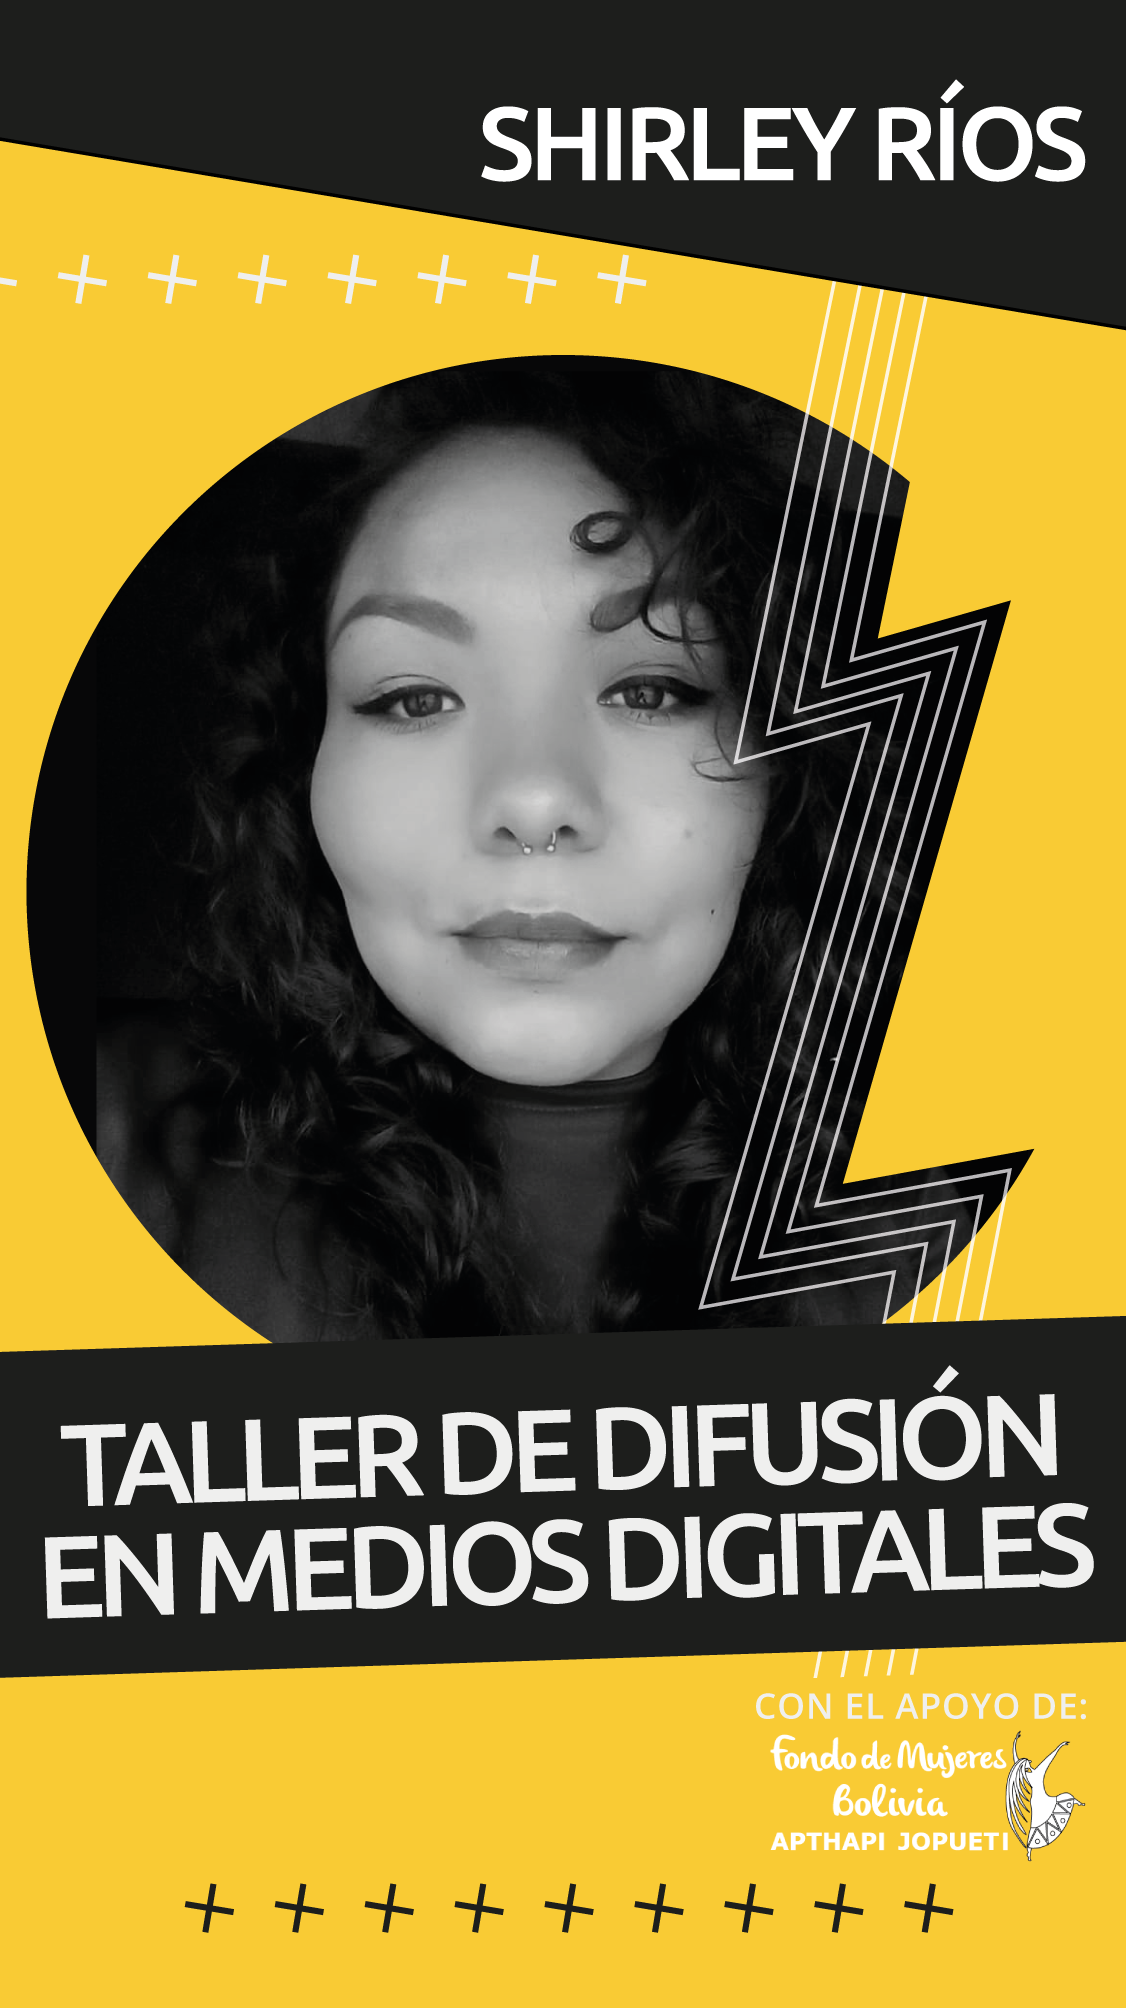 SHIRLEY RÍOS
TALLER DE DIFUSIÓN
EN MEDIOS DIGITALES
CON EL APOYO DE:
Fondo de Mujeres
Bolivia
APTHAPI JOPUETI